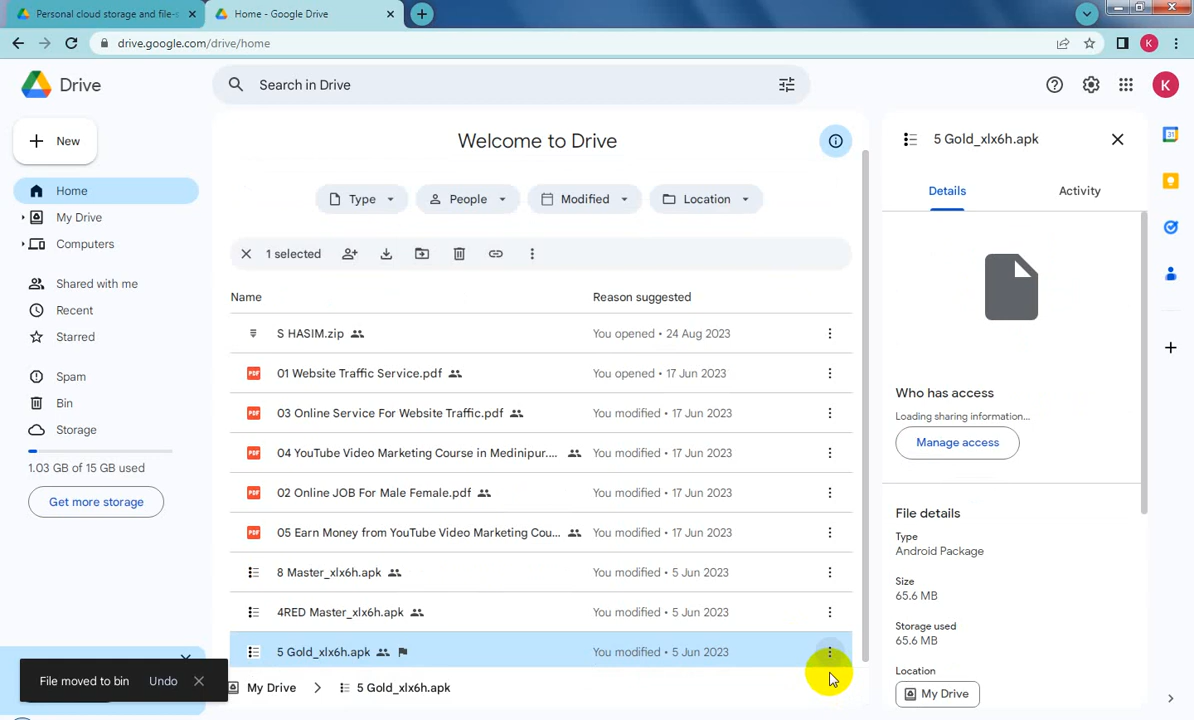 Personal cloud storage and file-s
Home - Google Drive
drive.google.com/drive/home
K
Drive
Search in Drive
K
New
Welcome to Drive
5 Gold_xlx6h.apk
Type
People
Modified
Location
Details
Activity
Home
My Drive
Computers
1 selected
Shared with me
Recent
Starred
Spam
Bin
Storage
1.03 GB of 15 GB used
Get more storage
Name
Reason suggested
S HASIM.zip
You opened • 24 Aug 2023
01 Website Traffic Service.pdf
You opened • 17 Jun 2023
03 Online Service For Website Traffic.pdf
You modified • 17 Jun 2023
04 YouTube Video Marketing Course in Medinipur....
You modified • 17 Jun 2023
02 Online JOB For Male Female.pdf
You modified • 17 Jun 2023
05 Earn Money from YouTube Video Marketing Cou...
You modified • 17 Jun 2023
8 Master_xlx6h.apk
You modified • 5 Jun 2023
4RED Master_xlx6h.apk
You modified • 5 Jun 2023
5 Gold_xlx6h.apk
You modified • 5 Jun 2023
My Drive
5 Gold_xlx6h.apk
Who has access
Loading sharing information...
Manage access
File details
Type
Android Package
Size
65.6 MB
Storage used
65.6 MB
Location
My Drive
File moved to bin
Undo
31